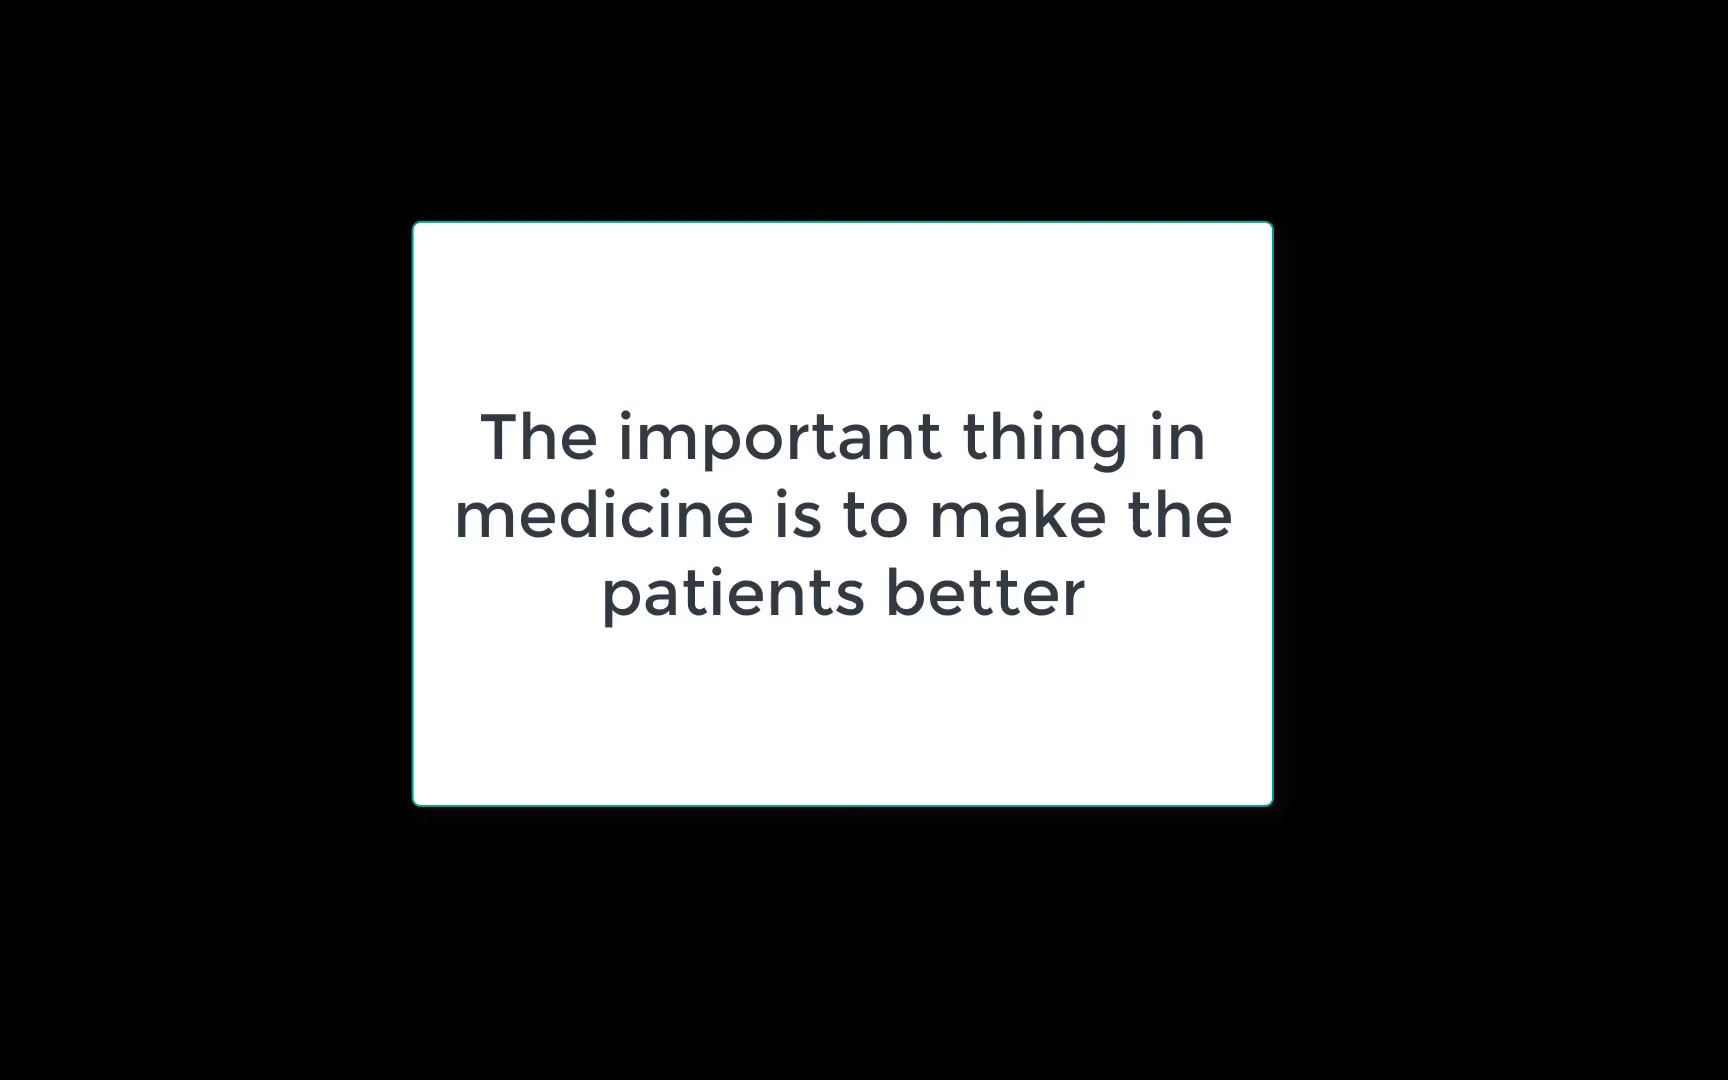 The important thing in
medicine is to make the
patients better